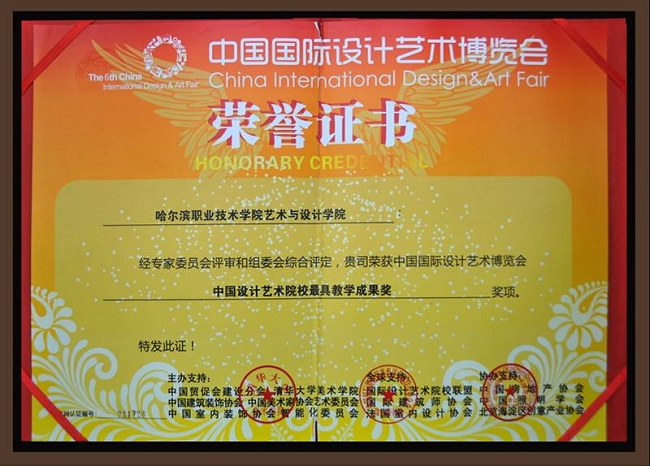 The 6th China
International Design & Art Fair
中国国际设计艺术博览会
China International Design&Art Fair
荣誉证书
HONORARY CREDENTIAL
哈尔滨职业技术学院艺术与设计学院 :
经专家委员会评审和组委会综合评定，贵司荣获中国国际设计艺术博览会
中国设计艺术院校最具教学成果奖 奖项。
特发此证！
主办支持： 全球支持： 协办支持：
中国贸促会建设分会 清华大学美术学院 国际设计艺术院校联盟 中国房地产协会
中国建筑装饰协会 中国美术家协会艺术委员会 国际建筑师协会 中国照明学会
中国室内装饰协会智能化委员会 法国室内设计协会 北京海淀区创意产业协会
网认证编号：